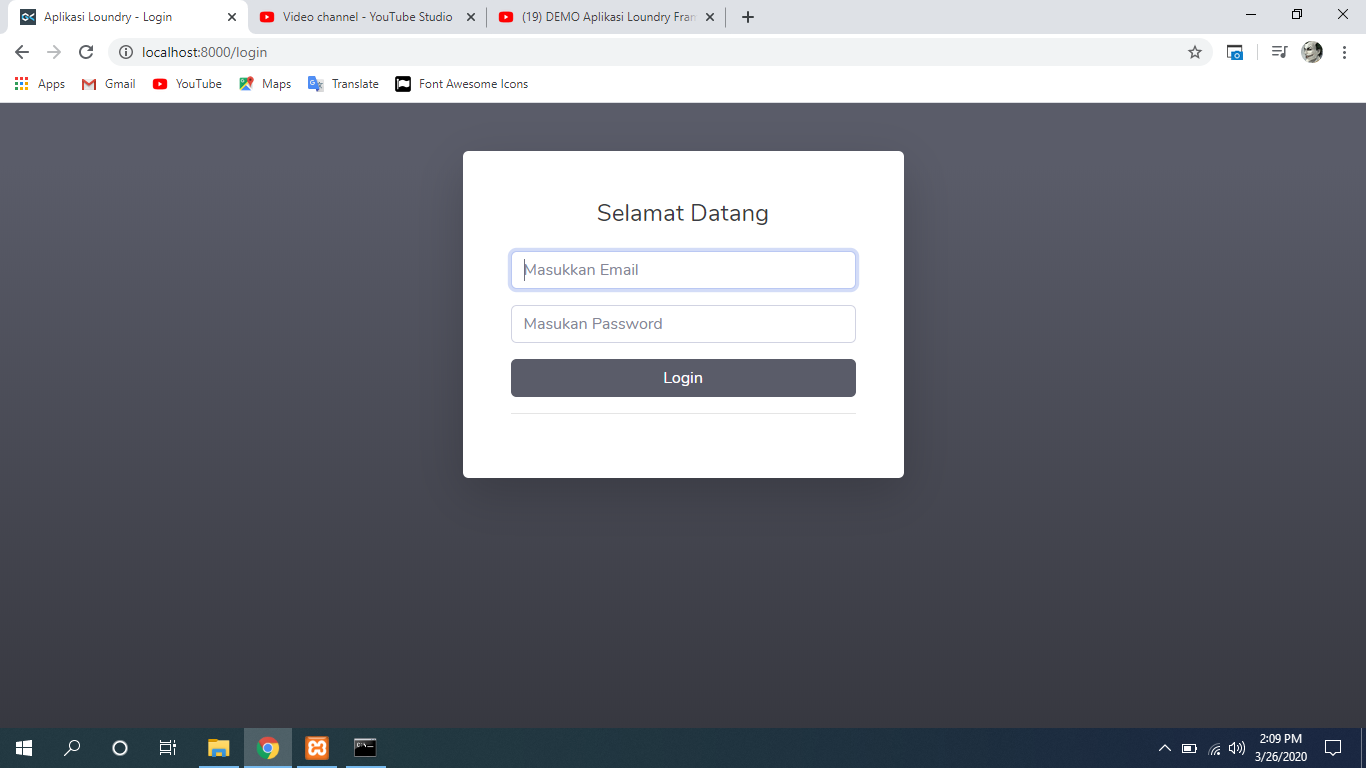 Aplikasi Loundry - Login
Video channel - YouTube Studio
(19) DEMO Aplikasi Loundry Fran
localhost:8000/login
Apps
Gmail
YouTube
Maps
Translate
Font Awesome Icons
Selamat Datang
Masukkan Email
Masukan Password
Login
2:09 PM
3/26/2020